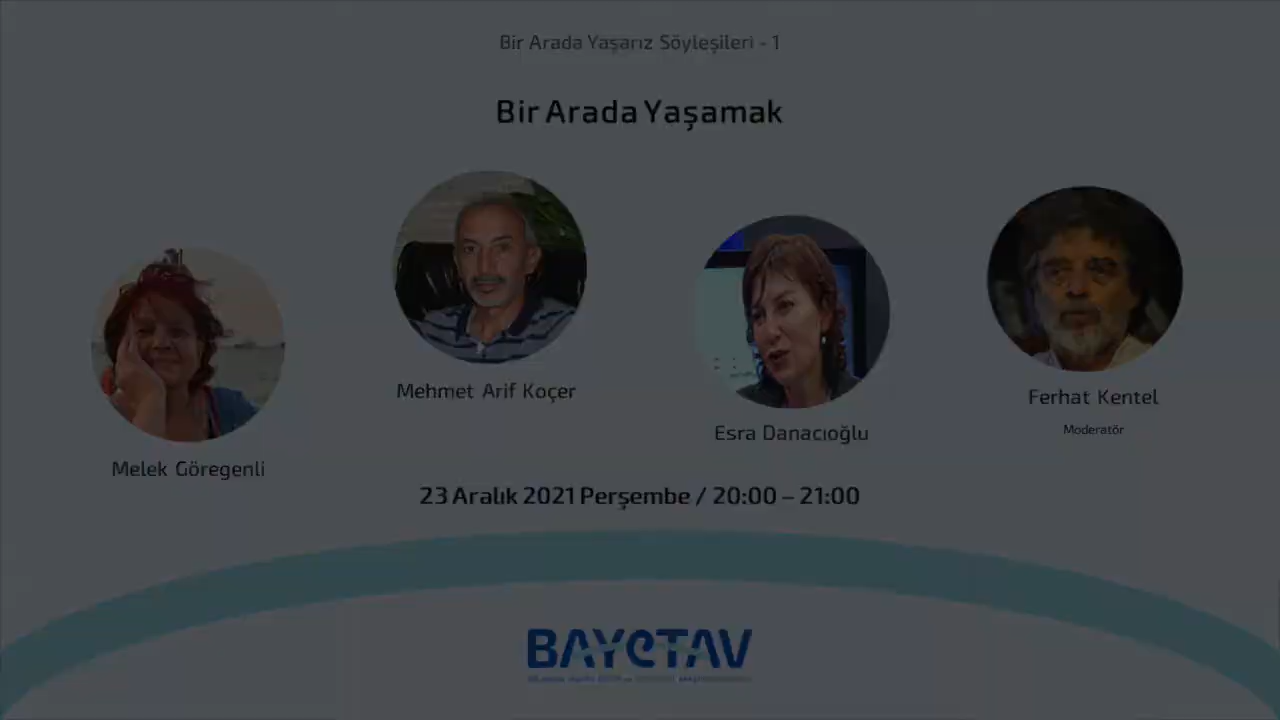 Bir Arada Yaşarız Söyleşileri - 1
Bir Arada Yaşamak
Mehmet Arif Koçer
Ferhat Kentel
Moderatör
Esra Danacıoğlu
Melek Göregenli
23 Aralık 2021 Perşembe / 20:00 – 21:00
BAYETAV